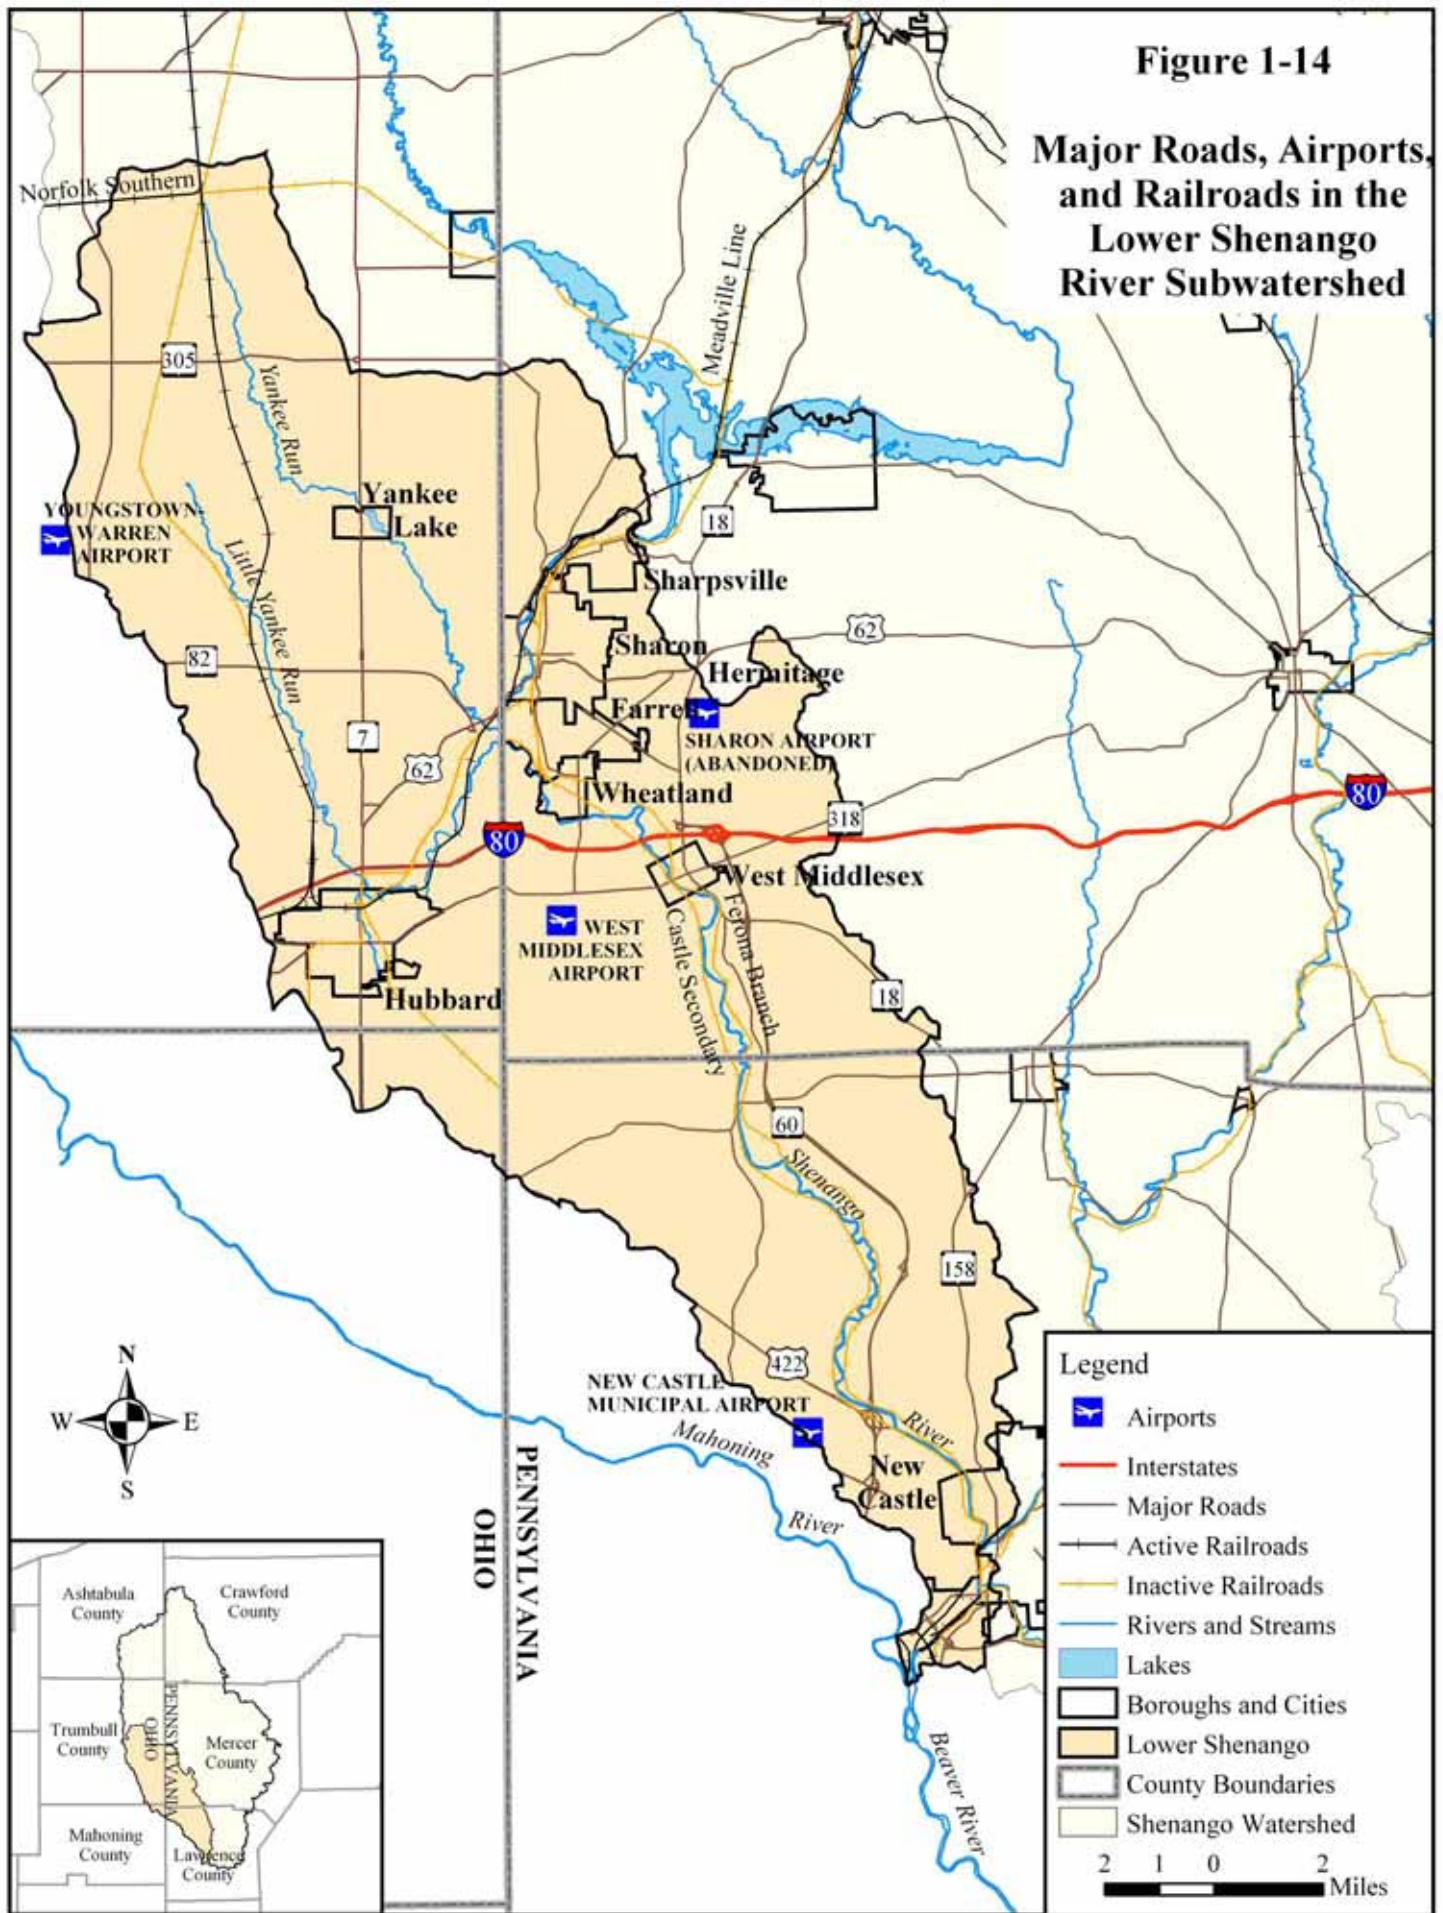 Figure 1-14
Major Roads, Airports,
and Railroads in the
Lower Shenango
River Subwatershed
Norfolk Southern
Meadville Line
305
Yankee Run
Yankee
Lake
YOUNGSTOWN-
WARREN
AIRPORT
18
Little Yankee Run
Sharpsville
62
Sharon
82
Hermitage
Farrell
7
SHARON AIRPORT
(ABANDONED)
62
Wheatland
80
318
80
West Middlesex
WEST
MIDDLESEX
AIRPORT
Castle Secondary
Ferona Branch
18
Hubbard
60
Shenango
158
422
NEW CASTLE
MUNICIPAL AIRPORT
Mahoning
River
River
New
Castle
N
W
E
S
PENNSYLVANIA
OHIO
Beaver River
Ashtabula
County
Crawford
County
Trumbull
County
OHIO
PENNSYLVANIA
Mercer
County
Mahoning
County
Lawrence
County
Legend
Airports
Interstates
Major Roads
Active Railroads
Inactive Railroads
Rivers and Streams
Lakes
Boroughs and Cities
Lower Shenango
County Boundaries
Shenango Watershed
2 1 0 2
Miles